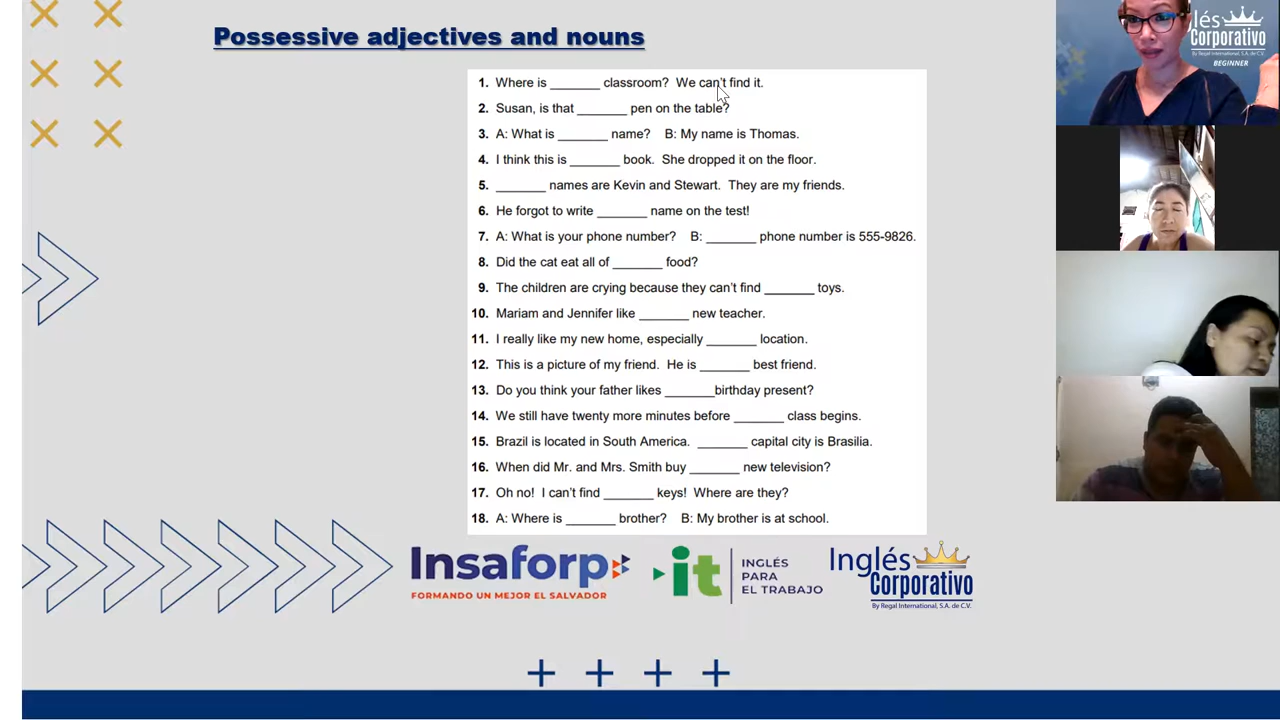 Possessive adjectives and nouns
1. Where is _______ classroom? We can't find it.
2. Susan, is that _______ pen on the table?
3. A: What is _______ name? B: My name is Thomas.
4. I think this is _______ book. She dropped it on the floor.
5. _______ names are Kevin and Stewart. They are my friends.
6. He forgot to write _______ name on the test!
7. A: What is your phone number? B: _______ phone number is 555-9826.
8. Did the cat eat all of _______ food?
9. The children are crying because they can't find _______ toys.
10. Mariam and Jennifer like _______ new teacher.
11. I really like my new home, especially _______ location.
12. This is a picture of my friend. He is _______ best friend.
13. Do you think your father likes _______birthday present?
14. We still have twenty more minutes before _______ class begins.
15. Brazil is located in South America. _______ capital city is Brasilia.
16. When did Mr. and Mrs. Smith buy _______ new television?
17. Oh no! I can't find _______ keys! Where are they?
18. A: Where is _______ brother? B: My brother is at school.
Insaforp
FORMANDO UN MEJOR EL SALVADOR
it
INGLÉS
PARA
EL TRABAJO
Inglés
Corporativo
By Regal International, S.A. de C.V.
lés
Corporativo
By Regal International, S.A. de C.V.
BEGINNER